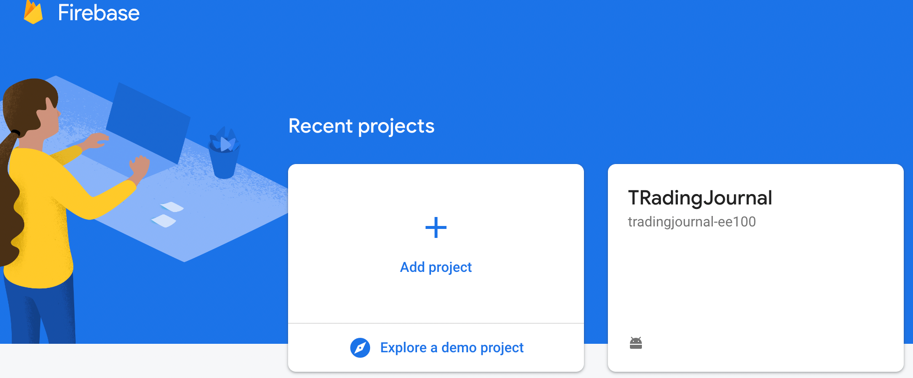 Firebase
Recent projects
Add project
Explore a demo project
TRadingJournal
tradingjournal-ee100